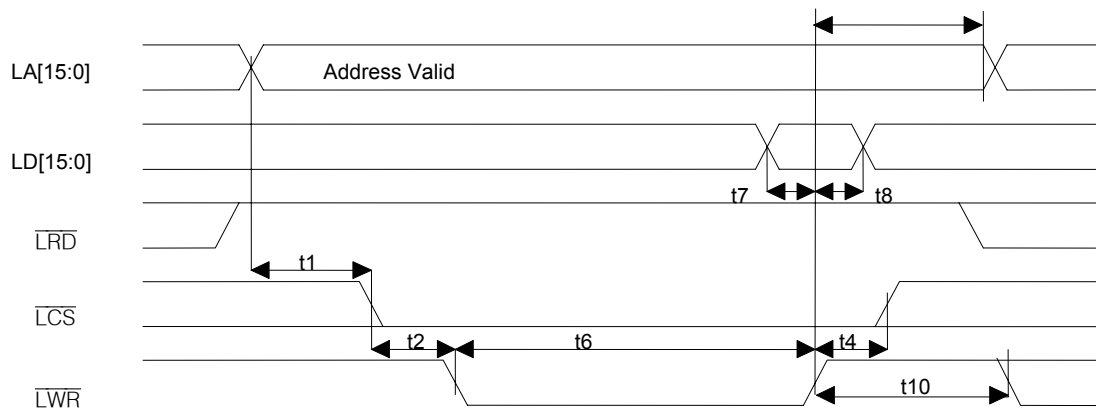 LA[15:0]
Address Valid
LD[15:0]
t7
t8
LRD
t1
LCS
t2
t6
t4
LWR
t10